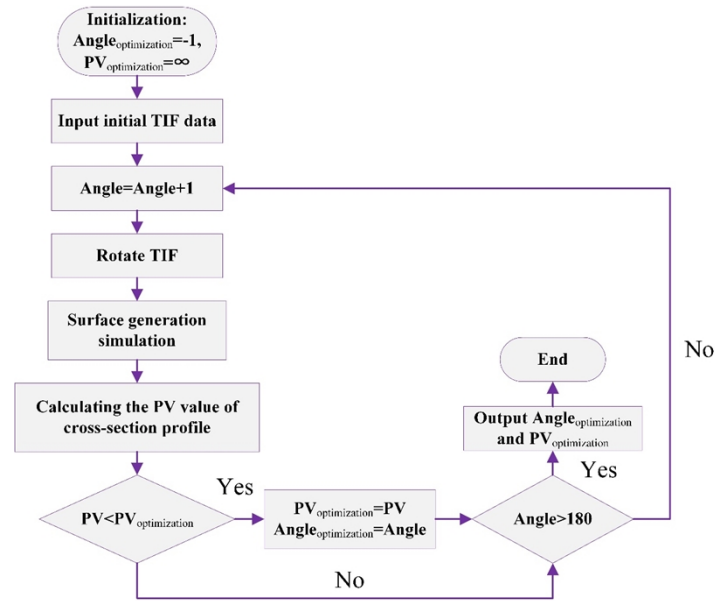 Initialization:
Angleoptimization=-1,
PVoptimization=∞
Input initial TIF data
Angle=Angle+1
Rotate TIF
Surface generation
simulation
Calculating the PV value of
cross-section profile
PV<PVoptimization
Yes
PVoptimization=PV
Angleoptimization=Angle
No
Angle>180
Yes
Output Angleoptimization
and PVoptimization
End
No